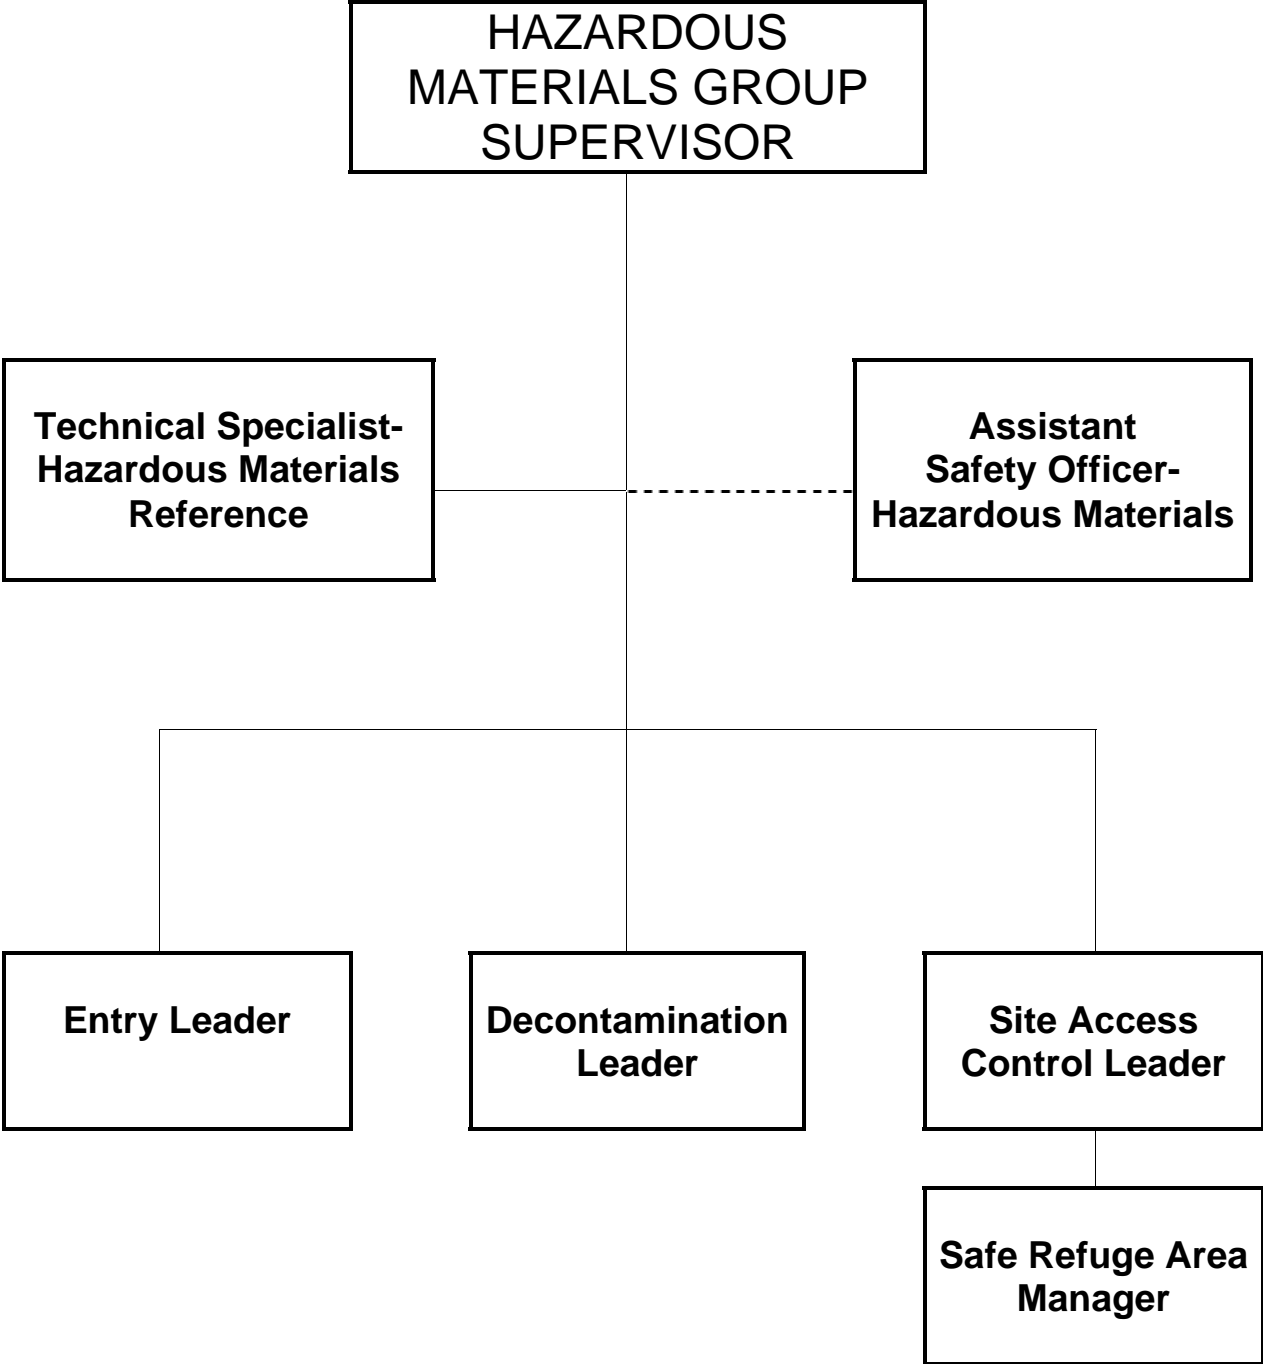 HAZARDOUS
MATERIALS GROUP
SUPERVISOR
Technical Specialist-
Hazardous Materials
Reference
Assistant
Safety Officer-
Hazardous Materials
Entry Leader
Decontamination
Leader
Site Access
Control Leader
Safe Refuge Area
Manager